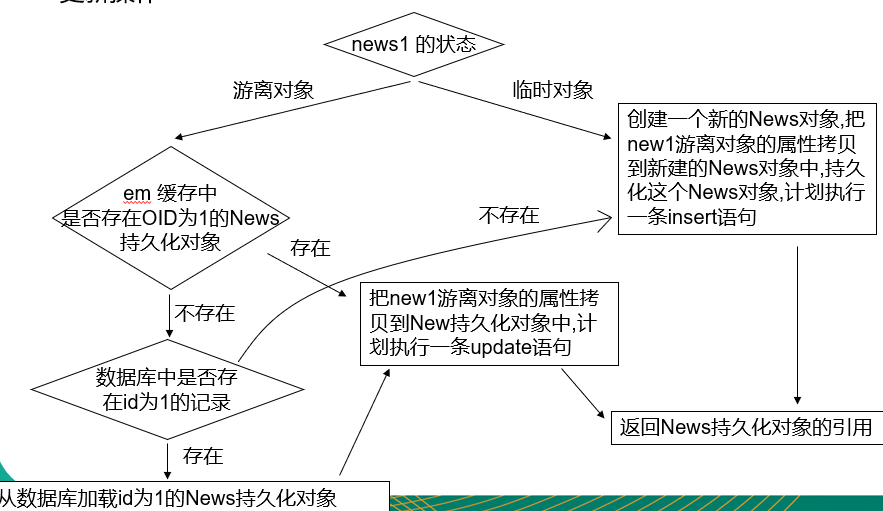 news1 的状态
游离对象
临时对象
创建一个新的News对象,把
new1游离对象的属性拷贝
到新建的News对象中,持久
化这个News对象,计划执行
一条insert语句
em 缓存中
是否存在OID为1的News
持久化对象
不存在
存在
把new1游离对象的属性拷
贝到New持久化对象中,计
划执行一条update语句
不存在
数据库中是否存
在id为1的记录
返回News持久化对象的引用
存在
从数据库加载id为1的News持久化对象